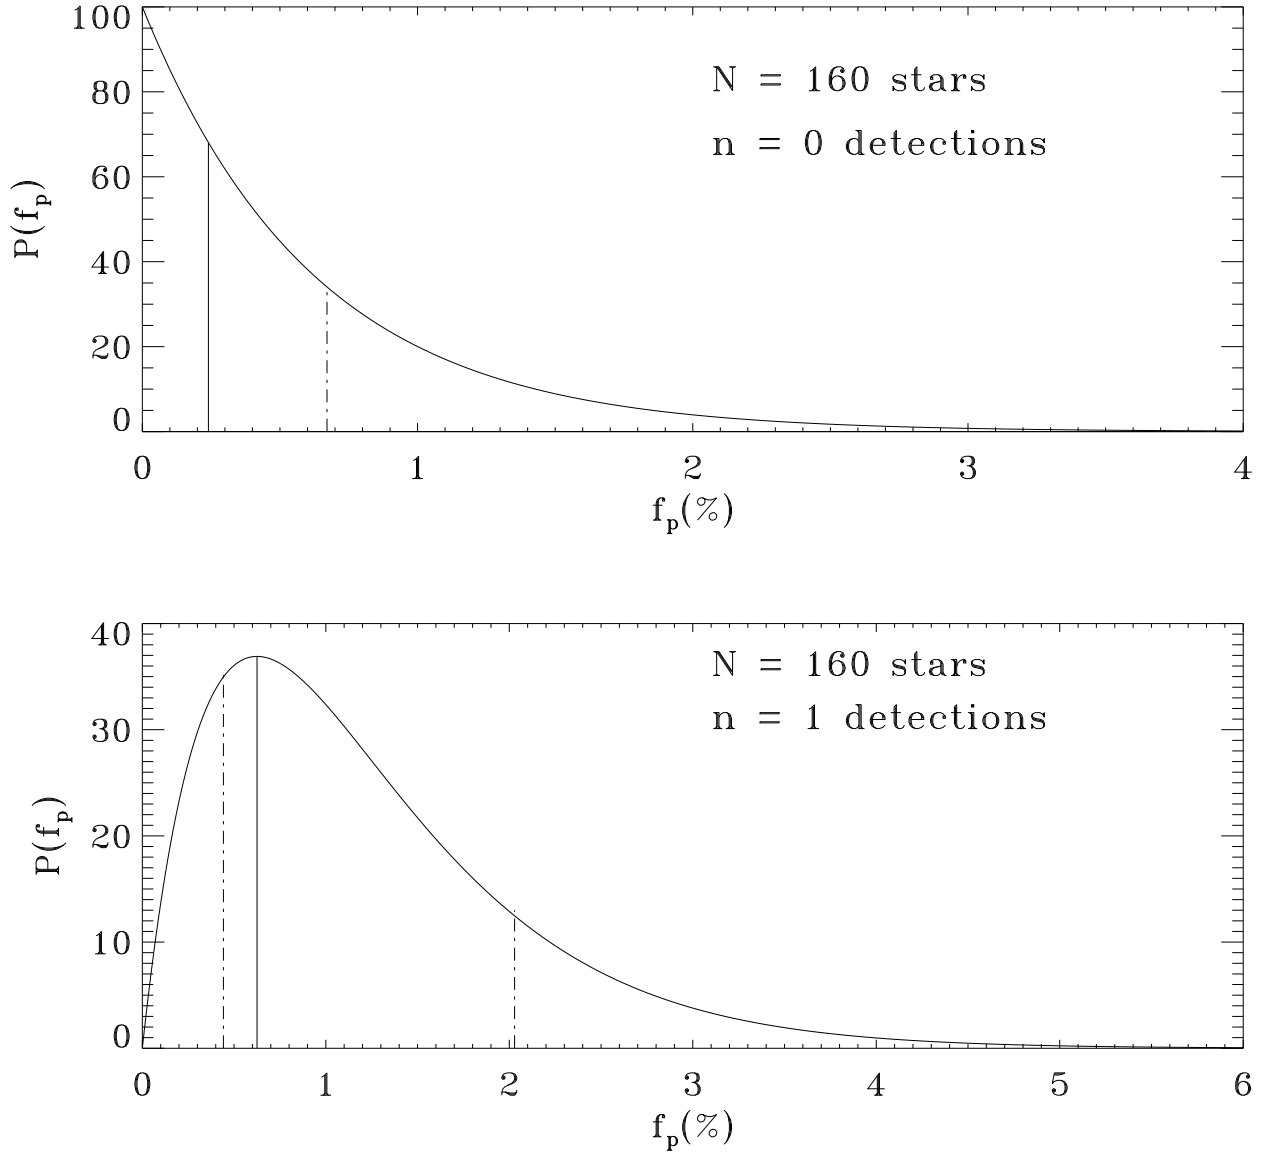 100
80
60
40
20
0
P(fp)
N = 160 stars
n = 0 detections
0 1 2 3 4
fp(%)
40
30
20
10
0
P(fp)
N = 160 stars
n = 1 detections
0 1 2 3 4 5 6
fp(%)